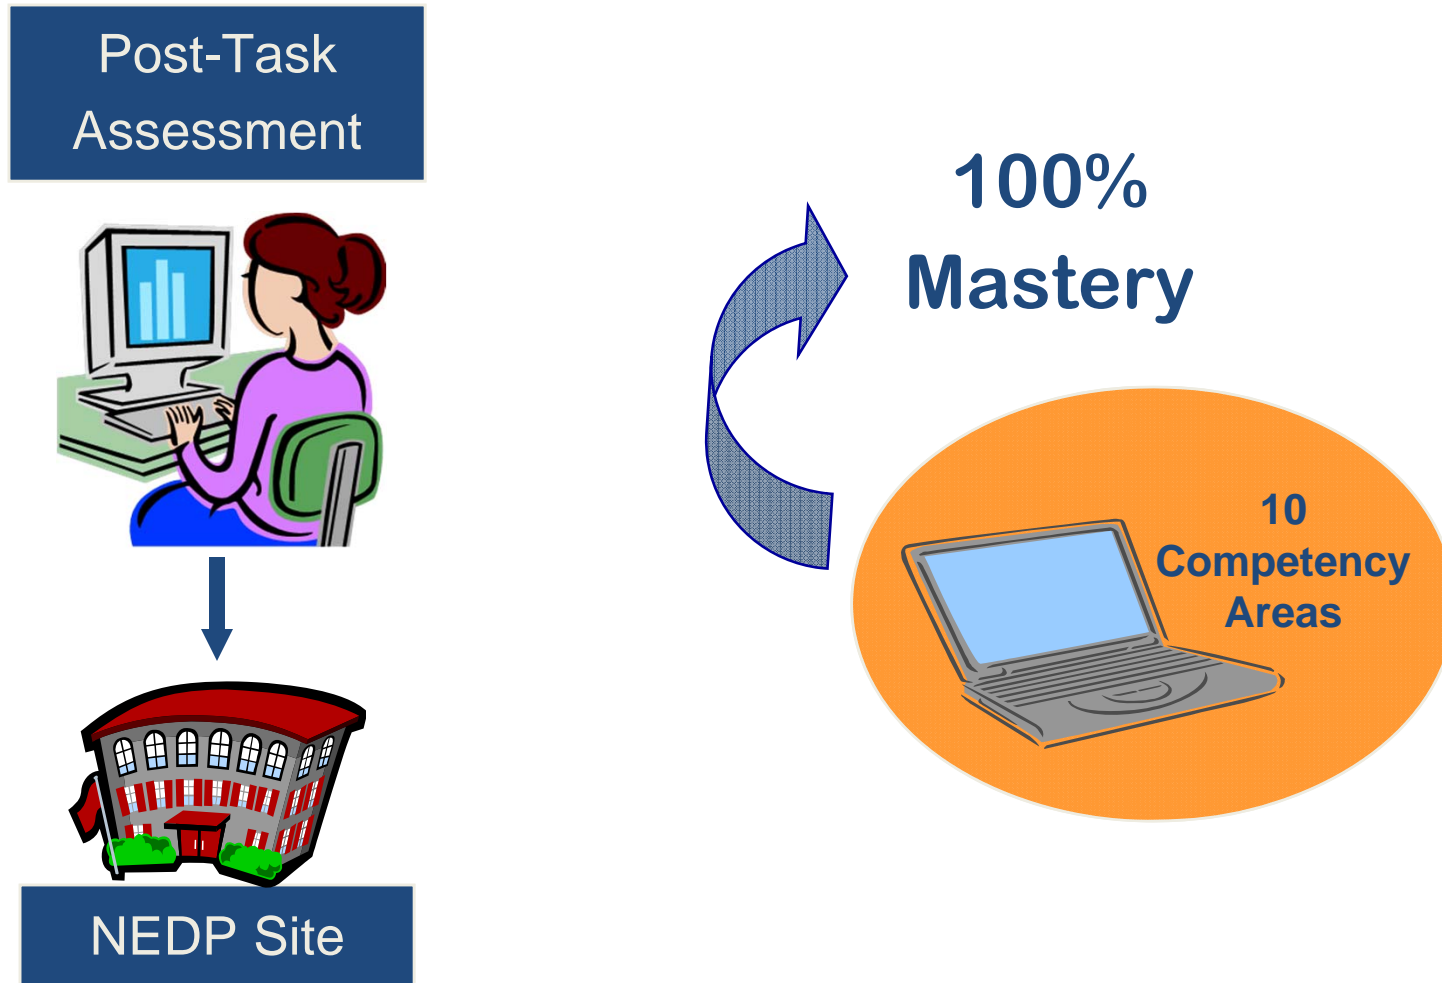 Post-Task
Assessment
100%
Mastery
10
Competency
Areas
NEDP Site